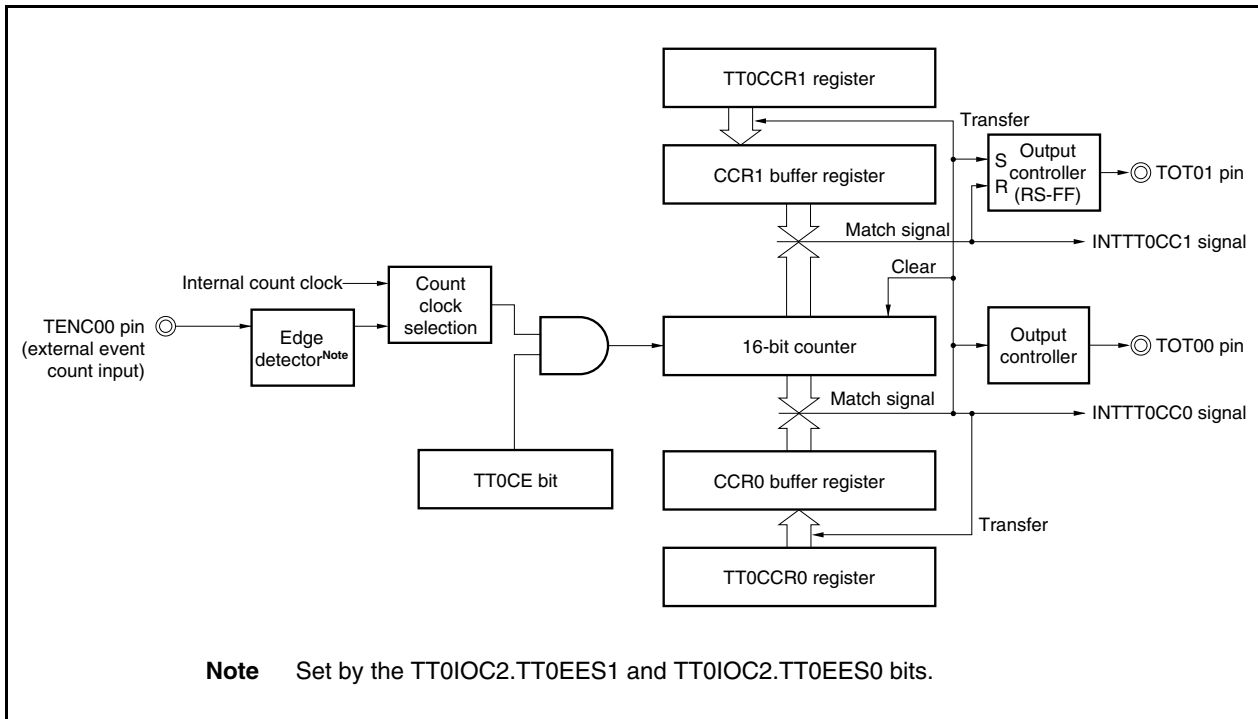 TT0CCR1 register
Transfer
CCR1 buffer register
S
R
Output
controller
(RS-FF)
TOT01 pin
Match signal
INTTT0CC1 signal
Clear
Internal count clock
Count
clock
selection
TENC00 pin
(external event
count input)
Edge
detectorNote
16-bit counter
Output
controller
TOT00 pin
Match signal
INTTT0CC0 signal
TT0CE bit
CCR0 buffer register
Transfer
TT0CCR0 register
Note Set by the TT0IOC2.TT0EES1 and TT0IOC2.TT0EES0 bits.